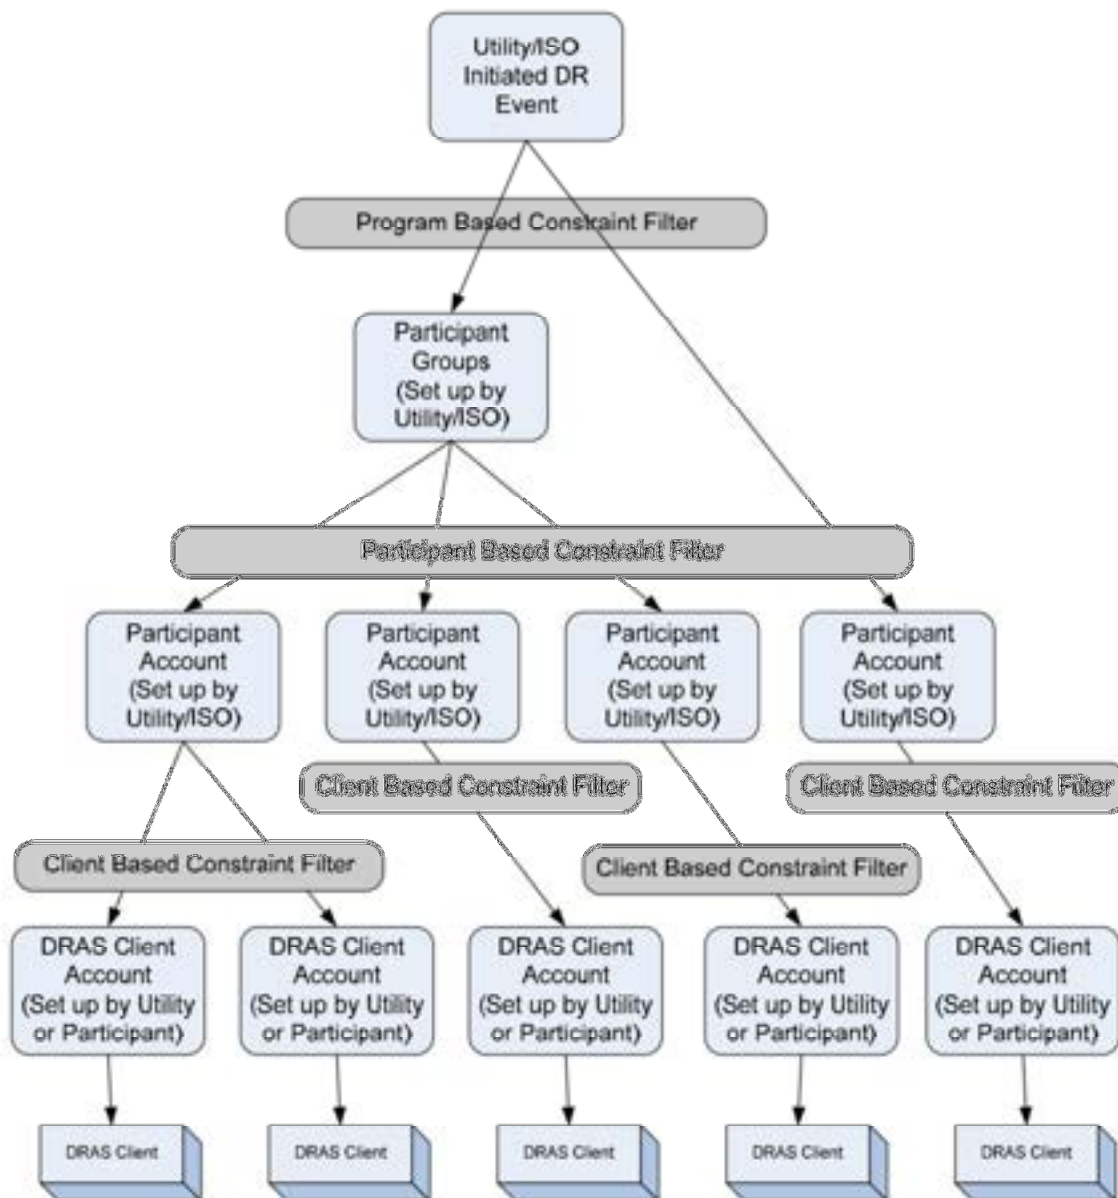 Utility/ISO
Initiated DR
Event
Program Based Constraint Filter
Participant
Groups
(Set up by
Utility/ISO)
Participant Based Constraint Filter
Participant
Account
(Set up by
Utility/ISO)
Participant
Account
(Set up by
Utility/ISO)
Participant
Account
(Set up by
Utility/ISO)
Participant
Account
(Set up by
Utility/ISO)
Client Based Constraint Filter
Client Based Constraint Filter
Client Based Constraint Filter
Client Based Constraint Filter
DRAS Client
Account
(Set up by Utility
or Participant)
DRAS Client
Account
(Set up by Utility
or Participant)
DRAS Client
Account
(Set up by Utility
or Participant)
DRAS Client
Account
(Set up by Utility
or Participant)
DRAS Client
Account
(Set up by Utility
or Participant)
DRAS Client
DRAS Client
DRAS Client
DRAS Client
DRAS Client